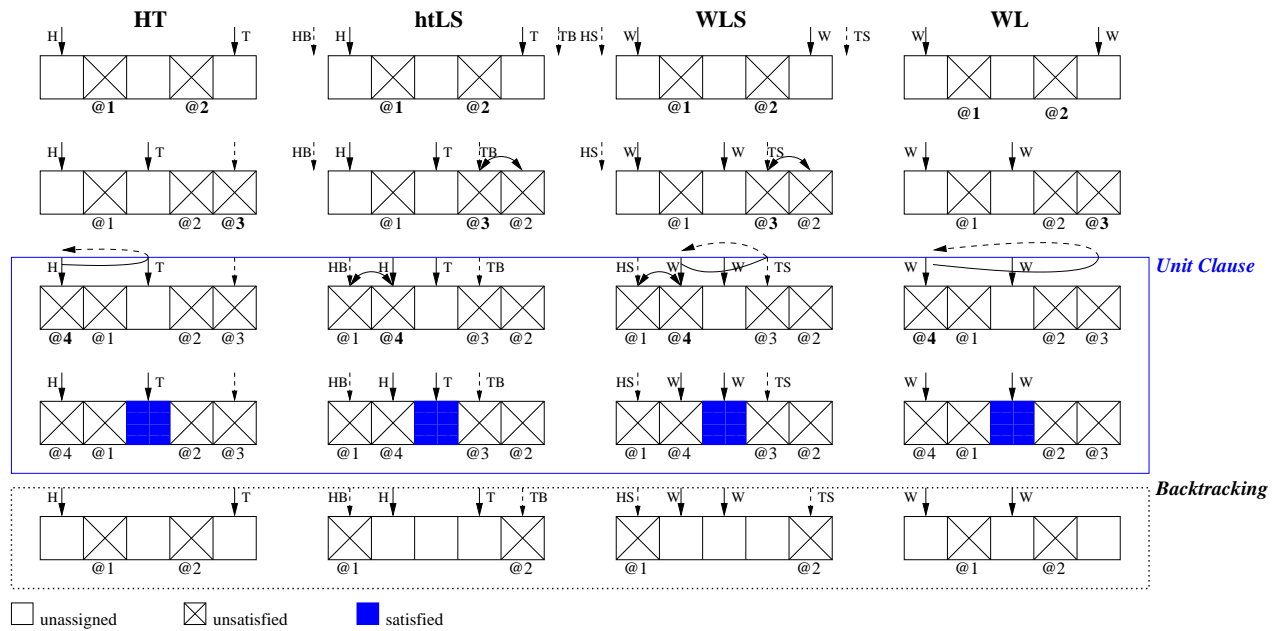 HT htLS WLS WL
H T HB H T TB HS W W TS W W
@1 @2 @1 @2 @1 @2 @1 @2
H T HB H T TB HS W W TS W W
@1 @2 @3 @1 @3 @2 @1 @3 @2 @1 @2 @3
Unit Clause
H T HB H T TB HS W W TS W W
@4 @1 @2 @3 @1 @4 @3 @2 @1 @4 @3 @2 @4 @1 @2 @3
H T HB H T TB HS W W TS W W
@4 @1 @2 @3 @1 @4 @3 @2 @1 @4 @3 @2 @4 @1 @2 @3
Backtracking
H T HB H T TB HS W W TS W W
@1 @2 @1 @2 @1 @2 @1 @2
unassigned unsatisfied satisfied